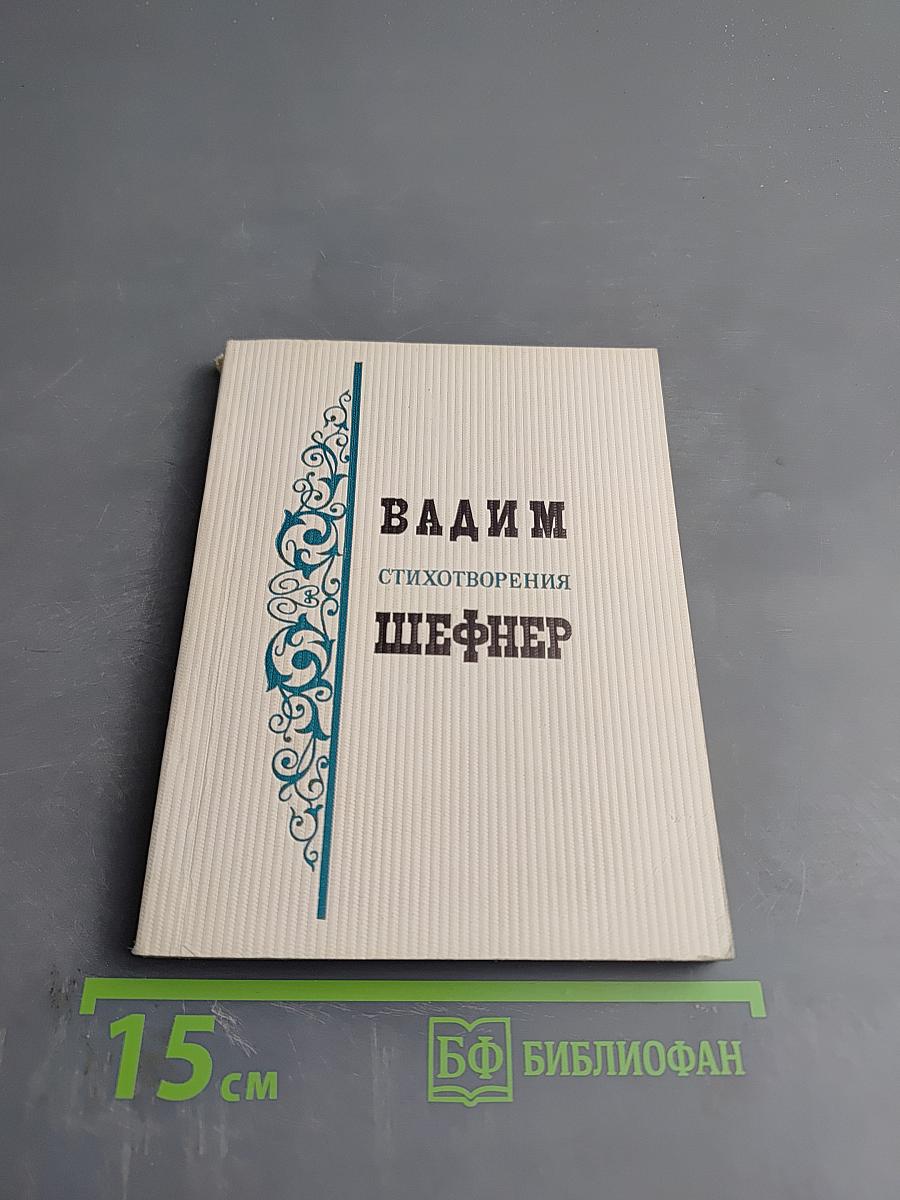 ВАДИМ
СТИХОТВОРЕНИЯ
ШЕФНЕР
15 см
БФ БИБЛИОФАН